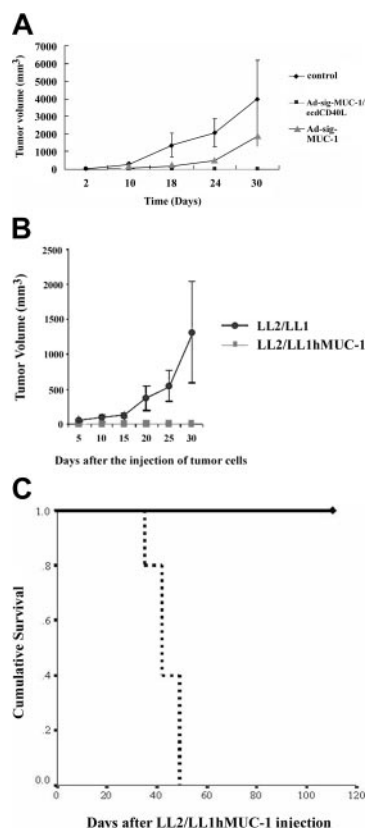 A
Tumor volume (mm3)
7000
6000
5000
4000
3000
2000
1000
0
2 10 18 24 30
Time (Days)
control
Ad-sig-MUC-1/
ecdCD40L
Ad-sig-
MUC-1
B
Tumor Volume (mm3)
2500
2000
1500
1000
500
0
5 10 15 20 25 30
Days after the injection of tumor cells
LL2/LL1
LL2/LL1hMUC-1
C
Cumulative Survival
1.0
.8
.6
.4
.2
0.0
0 20 40 60 80 100 120
Days after LL2/LL1hMUC-1 injection